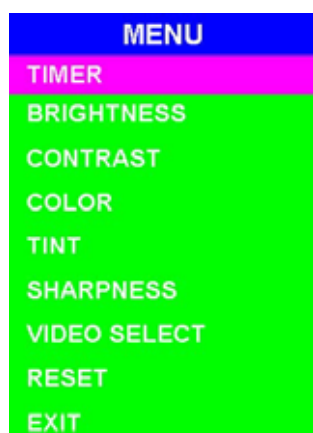 MENU
TIMER
BRIGHTNESS
CONTRAST
COLOR
TINT
SHARPNESS
VIDEO SELECT
RESET
EXIT